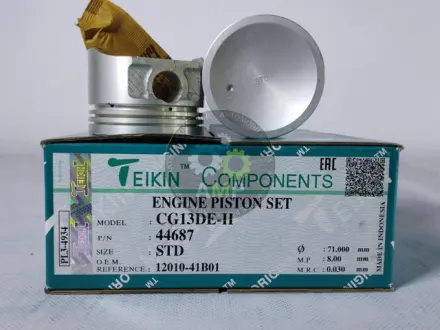 TEIKIN™ COMPONENTS
EAC
ENGINE PISTON SET
MODEL : CG13DE-II
P/N : 44687
SIZE : STD
O.E.M. REFERENCE : 12010-41B01
Ø : 71.000 mm
M.P : 8.00 mm
M.R.C : 0.030 mm
PL3-4934
MADE IN INDONESIA